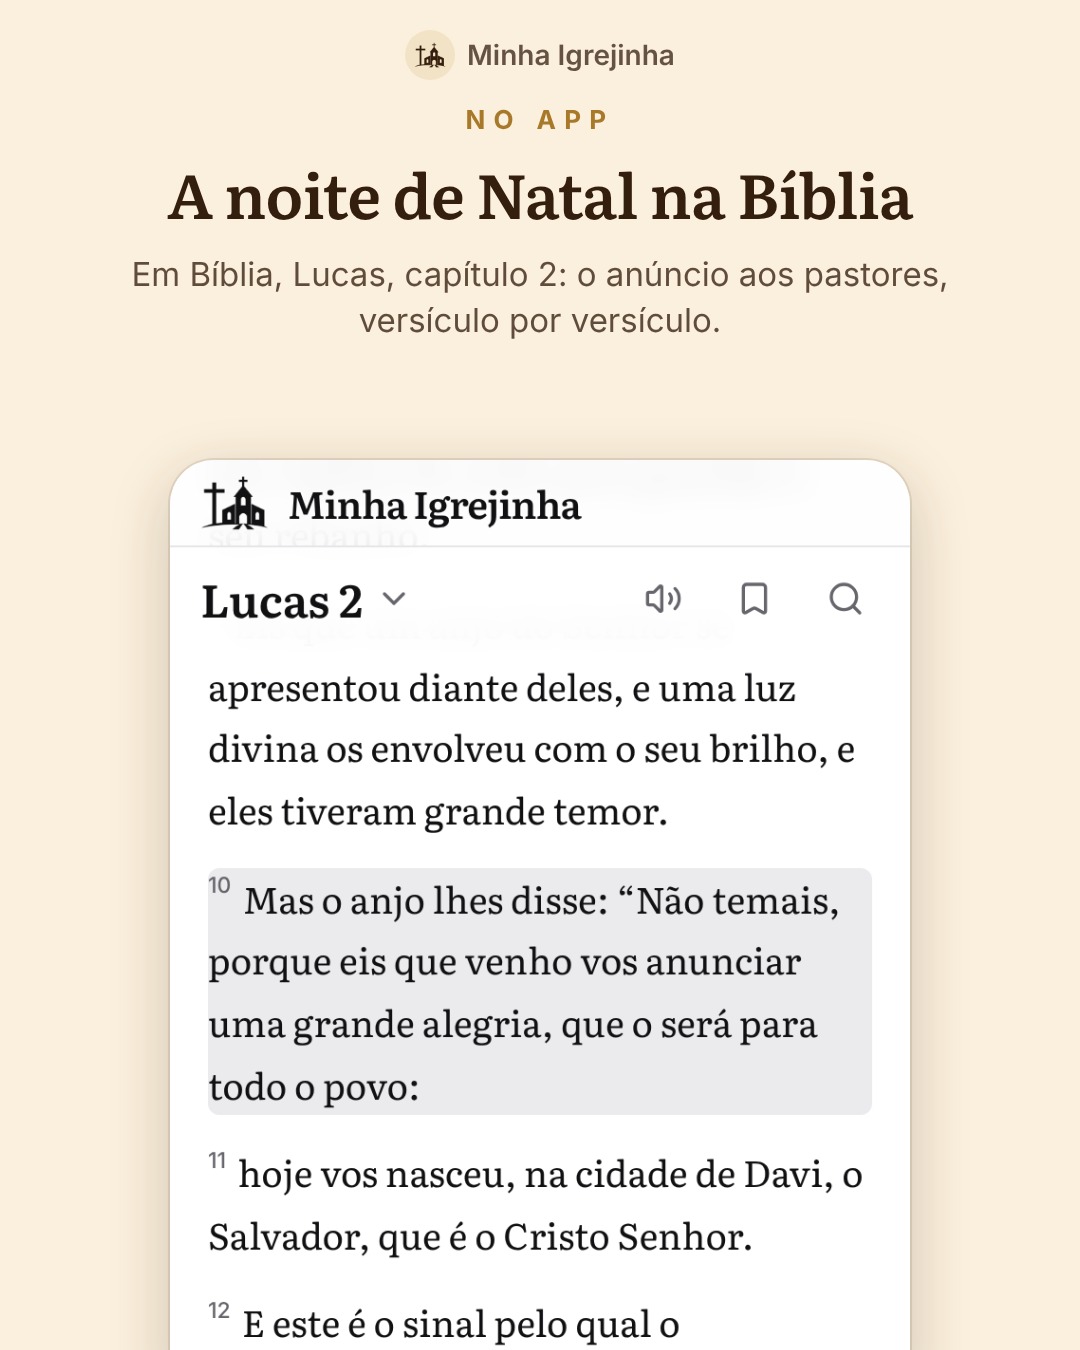 Minha Igrejinha
NO APP
A noite de Natal na Bíblia
Em Bíblia, Lucas, capítulo 2: o anúncio aos pastores,
versículo por versículo.
Minha Igrejinha
seu rebanho.
Lucas 2
apresentou diante deles, e uma luz
divina os envolveu com o seu brilho, e
eles tiveram grande temor.
10 Mas o anjo lhes disse: “Não temais,
porque eis que venho vos anunciar
uma grande alegria, que o será para
todo o povo:
11 hoje vos nasceu, na cidade de Davi, o
Salvador, que é o Cristo Senhor.
12 E este é o sinal pelo qual o